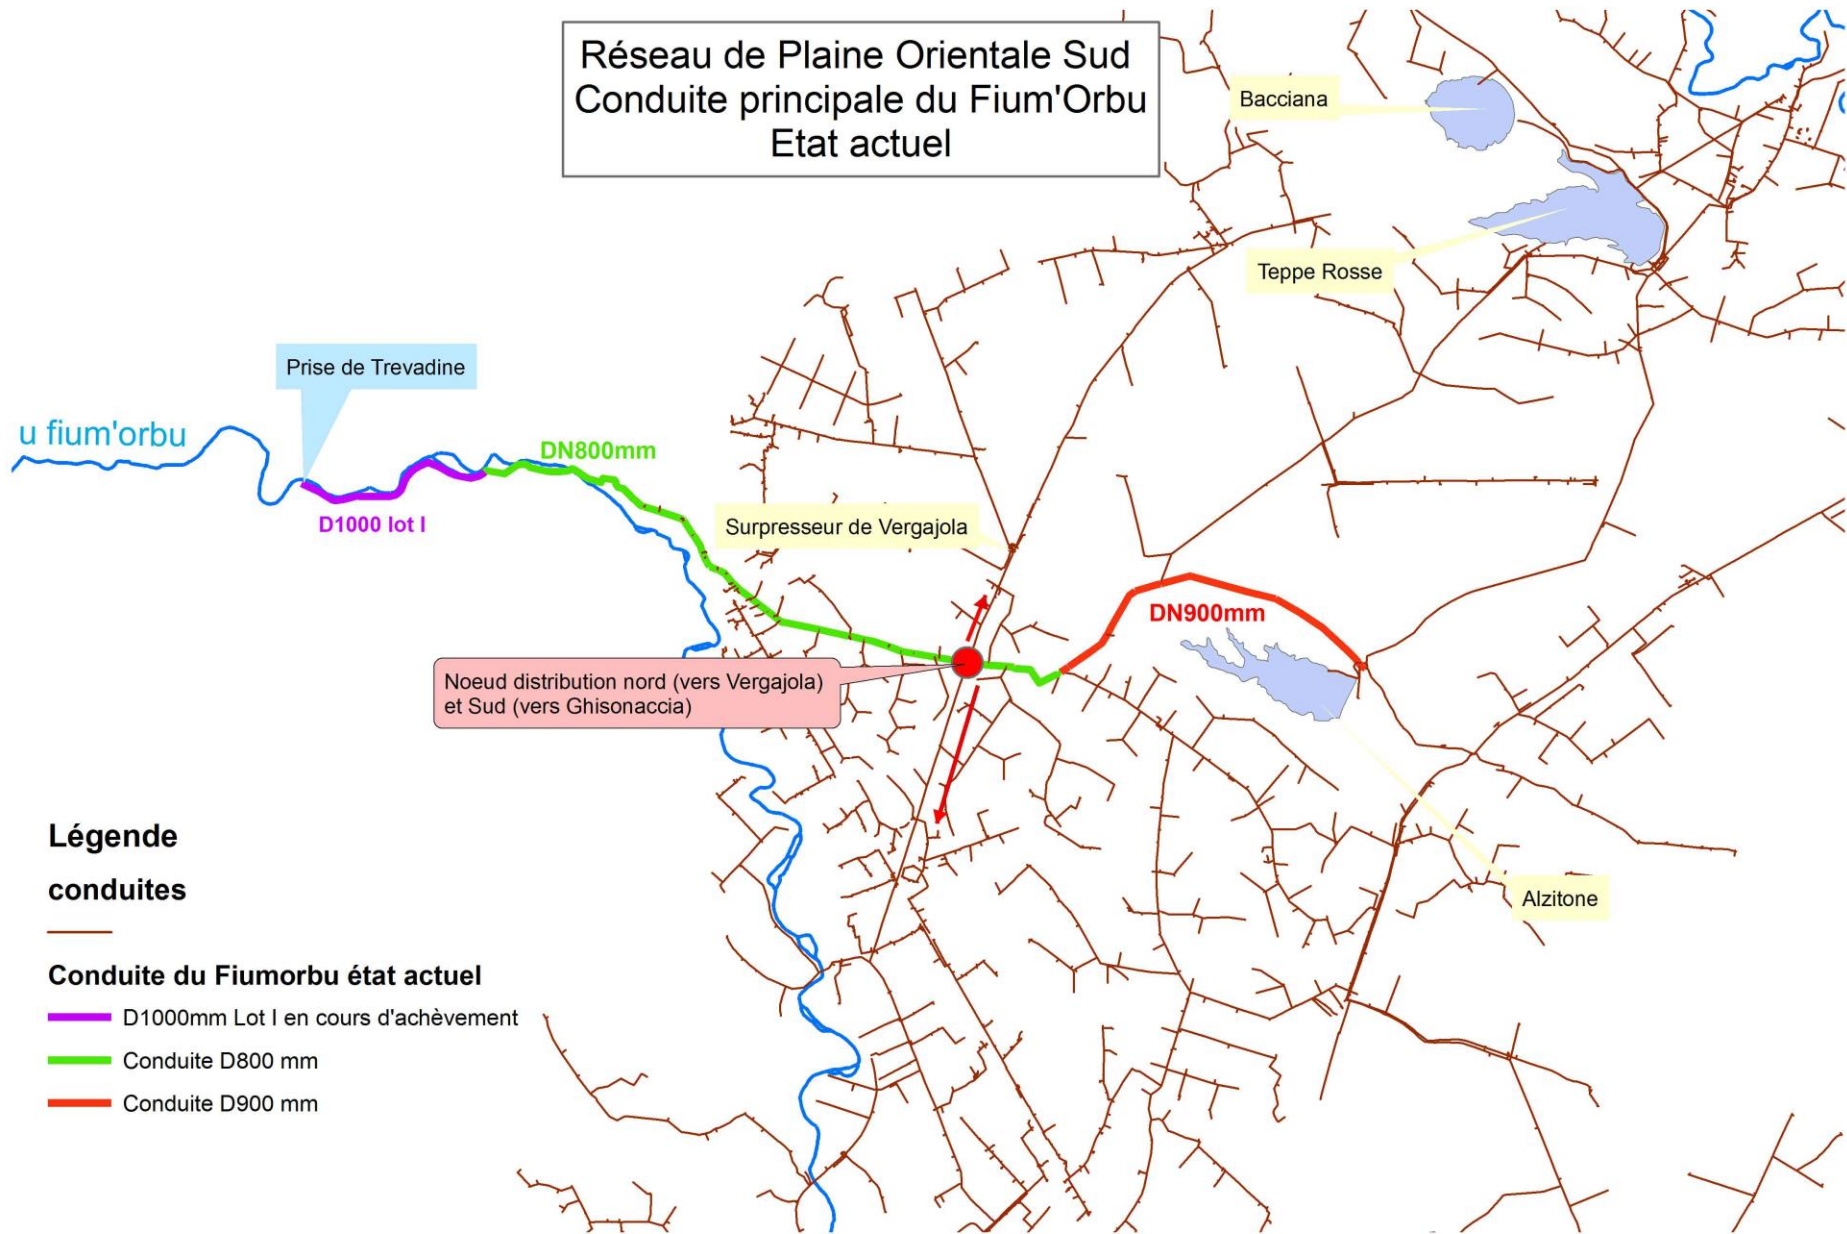 Réseau de Plaine Orientale Sud
Conduite principale du Fium'Orbu
Etat actuel
Bacciana
Teppe Rosse
Prise de Trevadine
u fium'orbu
DN800mm
D1000 lot I
Surpresseur de Vergajola
DN900mm
Noeud distribution nord (vers Vergajola)
et Sud (vers Ghisonaccia)
Alzitone
Légende
conduites
Conduite du Fiumorbu état actuel
D1000mm Lot I en cours d'achèvement
Conduite D800 mm
Conduite D900 mm